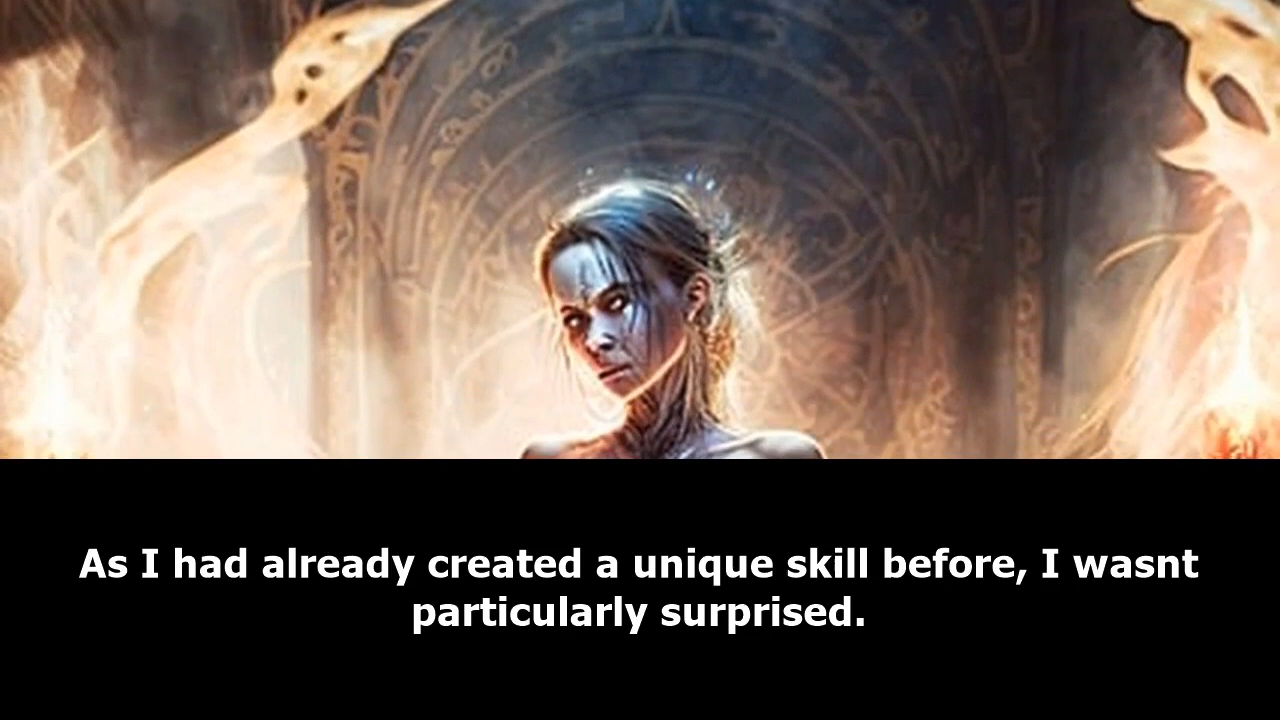 As I had already created a unique skill before, I wasnt
particularly surprised.